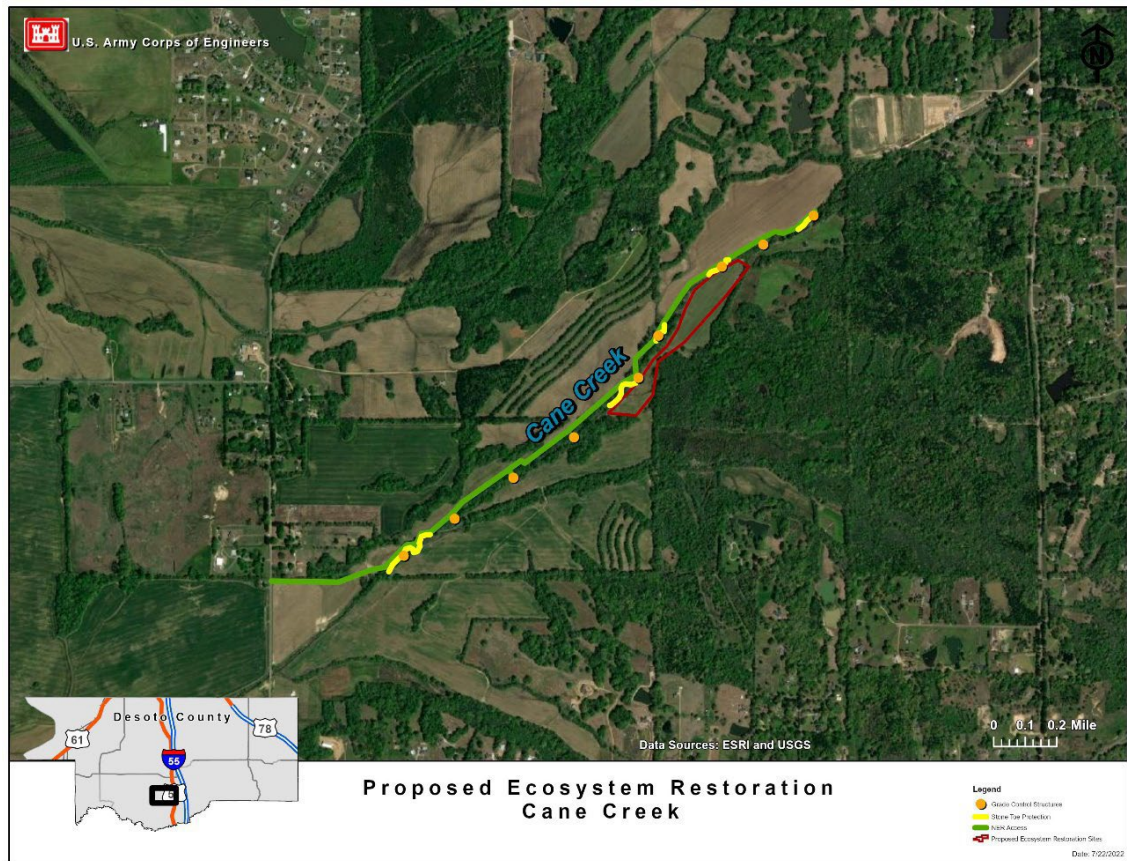 U.S. Army Corps of Engineers
N
Cane Creek
Desoto County
61
78
55
0 0.1 0.2 Mile
Data Sources: ESRI and USGS
Proposed Ecosystem Restoration
Cane Creek
Legend
Grade Control Structures
Stone Toe Protection
NER Access
Proposed Ecosystem Restoration Sites
Date: 7/22/2022